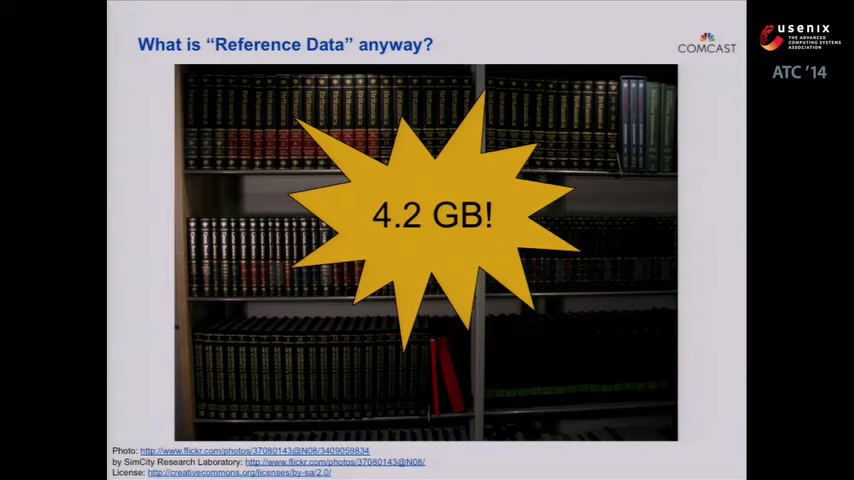 What is “Reference Data” anyway?
COMCAST
usenix
THE ADVANCED
COMPUTING SYSTEMS
ASSOCIATION
ATC '14
Britannica
4.2 GB!
Photo: http://www.flickr.com/photos/37080143@N08/3409059834
by SimCity Research Laboratory: http://www.flickr.com/photos/37080143@N08/
License: http://creativecommons.org/licenses/by-sa/2.0/